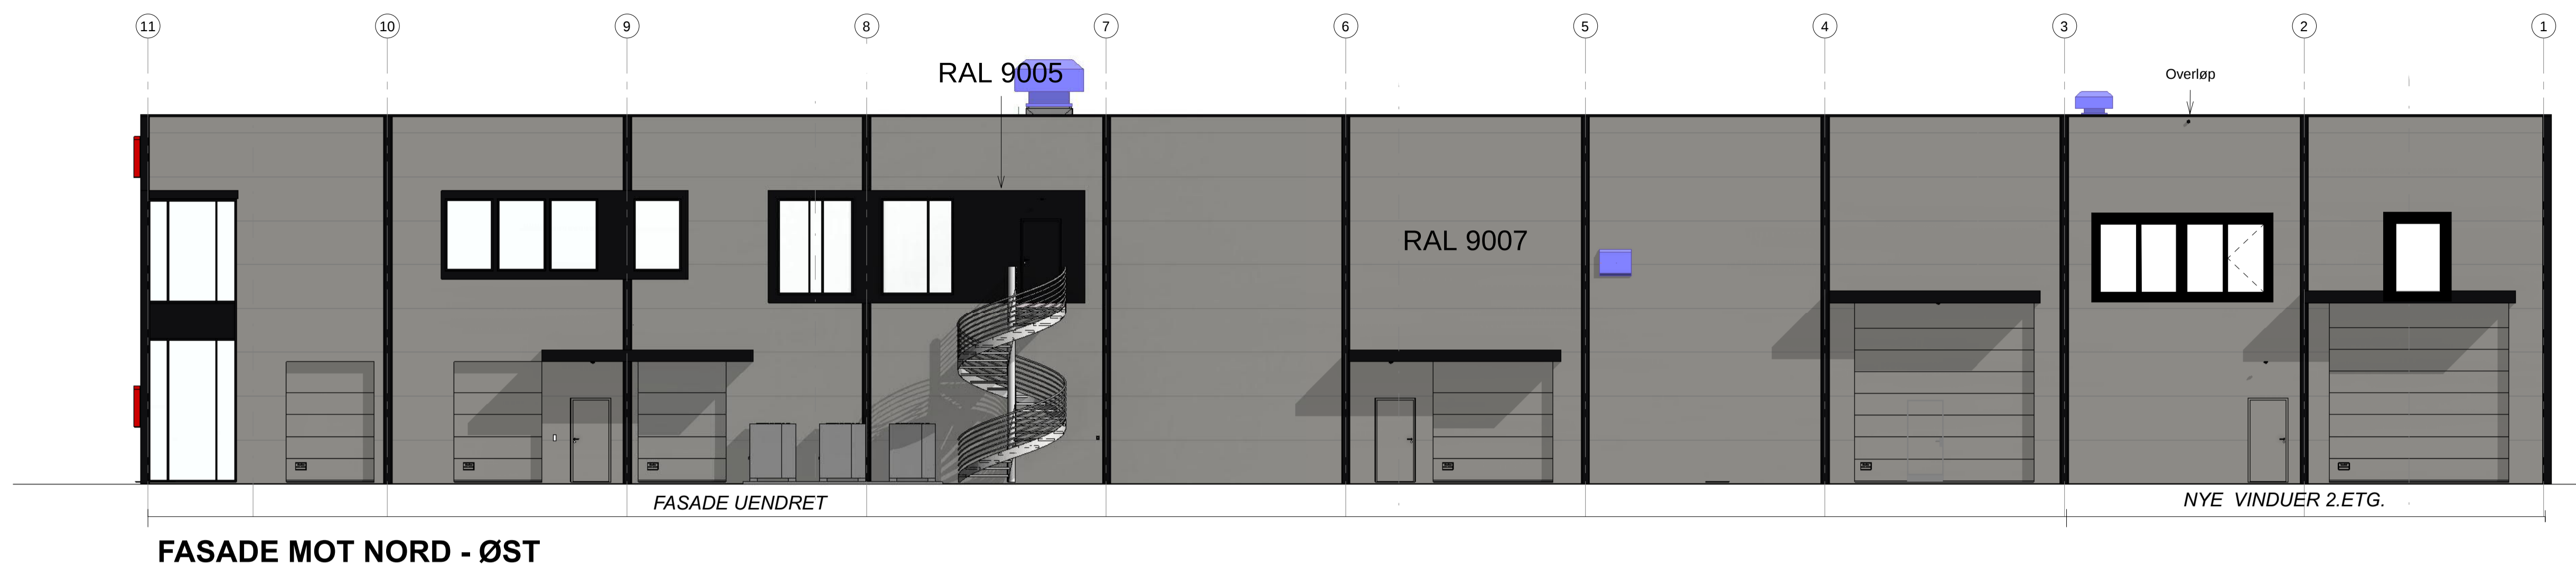 11 10 9 8 7 6 5 4 3 2 1
RAL 9005
Overløp
RAL 9007
FASADE UENDRET
NYE VINDUER 2.ETG.
FASADE MOT NORD - ØST